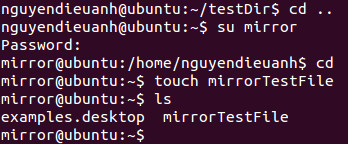 nguyendieuanh@ubuntu:~/testDir$ cd ..
nguyendieuanh@ubuntu:~$ su mirror
Password:
mirror@ubuntu:/home/nguyendieuanh$ cd
mirror@ubuntu:~$ touch mirrorTestFile
mirror@ubuntu:~$ ls
examples.desktop  mirrorTestFile
mirror@ubuntu:~$